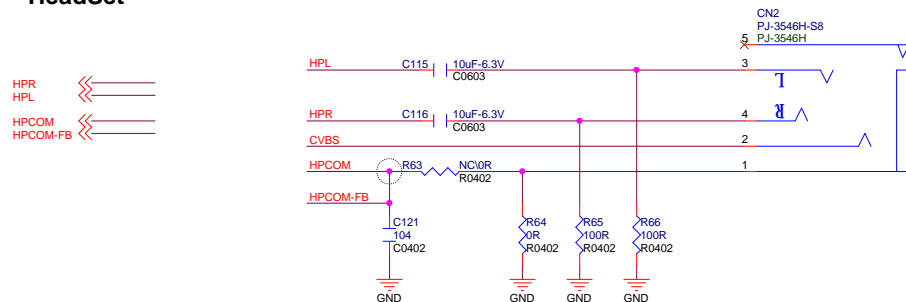 HeadSet
CN2
PJ-3546H-S8
PJ-3546H
5
HPR
HPL
HPCOM
HPCOM-FB
HPL
C115
10uF-6.3V
C0603
3
L
HPR
C116
10uF-6.3V
C0603
4
R
CVBS
2
HPCOM
R63
NC\0R
R0402
1
HPCOM-FB
C121
104
C0402
R64
0R
R0402
R65
100R
R0402
R66
100R
R0402
GND
GND
GND
GND